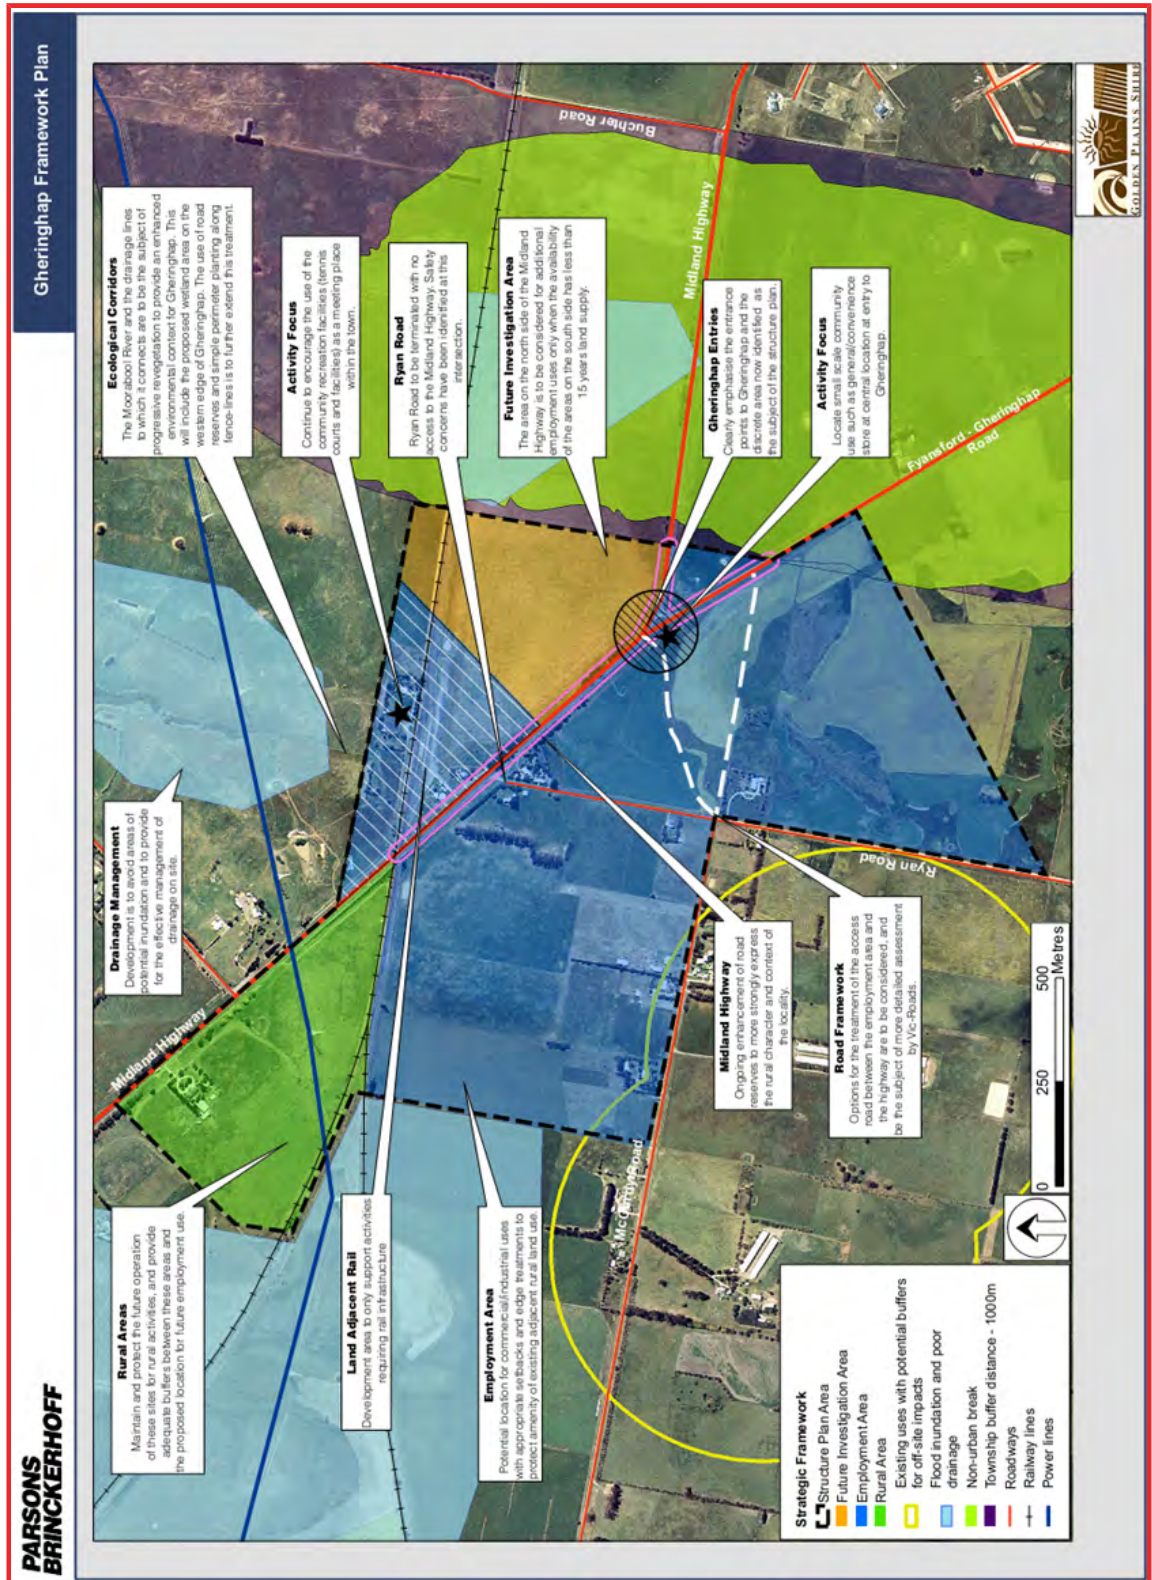 PARSONS
BRINCKERHOFF
Gheringhap Framework Plan
Rural Areas
Maintain and protect the future operation
of these sites for rural activities, and provide
adequate buffers between these areas and
the proposed location for future employment use.
Drainage Management
Development is to avoid areas of
potential inundation and to provide
for the effective management of
drainage on site.
Ecological Corridors
The Moorabool River and the drainage lines
to which it connects are to be the subject of
progressive revegetation to provide an enhanced
environmental context for Gheringhap. This
will include the proposed wetland area on the
western edge of Gheringhap. The use of road
reserves and simple perimeter planting along
fence-lines is to further extend this treatment.
Activity Focus
Continue to encourage the use of the
community recreation facilities (tennis
courts and facilities) as a meeting place
within the town.
Ryan Road
Ryan Road to be terminated with no
access to the Midland Highway. Safety
concerns have been identified at this
intersection.
Future Investigation Area
The area on the north side of the Midland
Highway is to be considered for additional
employment uses only when the availability
of the areas on the south side has less than
15 years land supply.
Gheringhap Entries
Clearly emphasise the entrance
points to Gheringhap and the
discrete area now identified as
the subject of the structure plan.
Activity Focus
Locate small scale community
use such as general/convenience
store at central location at entry to
Gheringhap.
Land Adjacent Rail
Development area to only support activities
requiring rail infrastructure
Employment Area
Potential location for commercial/industrial uses
with appropriate setbacks and edge treatments to
protect amenity of existing adjacent rural land use.
Midland Highway
Ongoing enhancement of road
reserves to more strongly express
the rural character and context of
the locality.
Road Framework
Options for the treatment of the access
road between the employment area and
the highway are to be considered, and
be the subject of more detailed assessment
by Vic-Roads.
Midland Highway
Midland Highway
Buchter Road
Fyansford - Gheringhap
Road
Ryan Road
McCurdy Road
Strategic Framework
Structure Plan Area
Future Investigation Area
Employment Area
Rural Area
Existing uses with potential buffers
for off-site impacts
Flood inundation and poor
drainage
Non-urban break
Township buffer distance - 1000m
Roadways
Railway lines
Power lines
0 250 500
Metres
GOLDEN PLAINS SHIRE